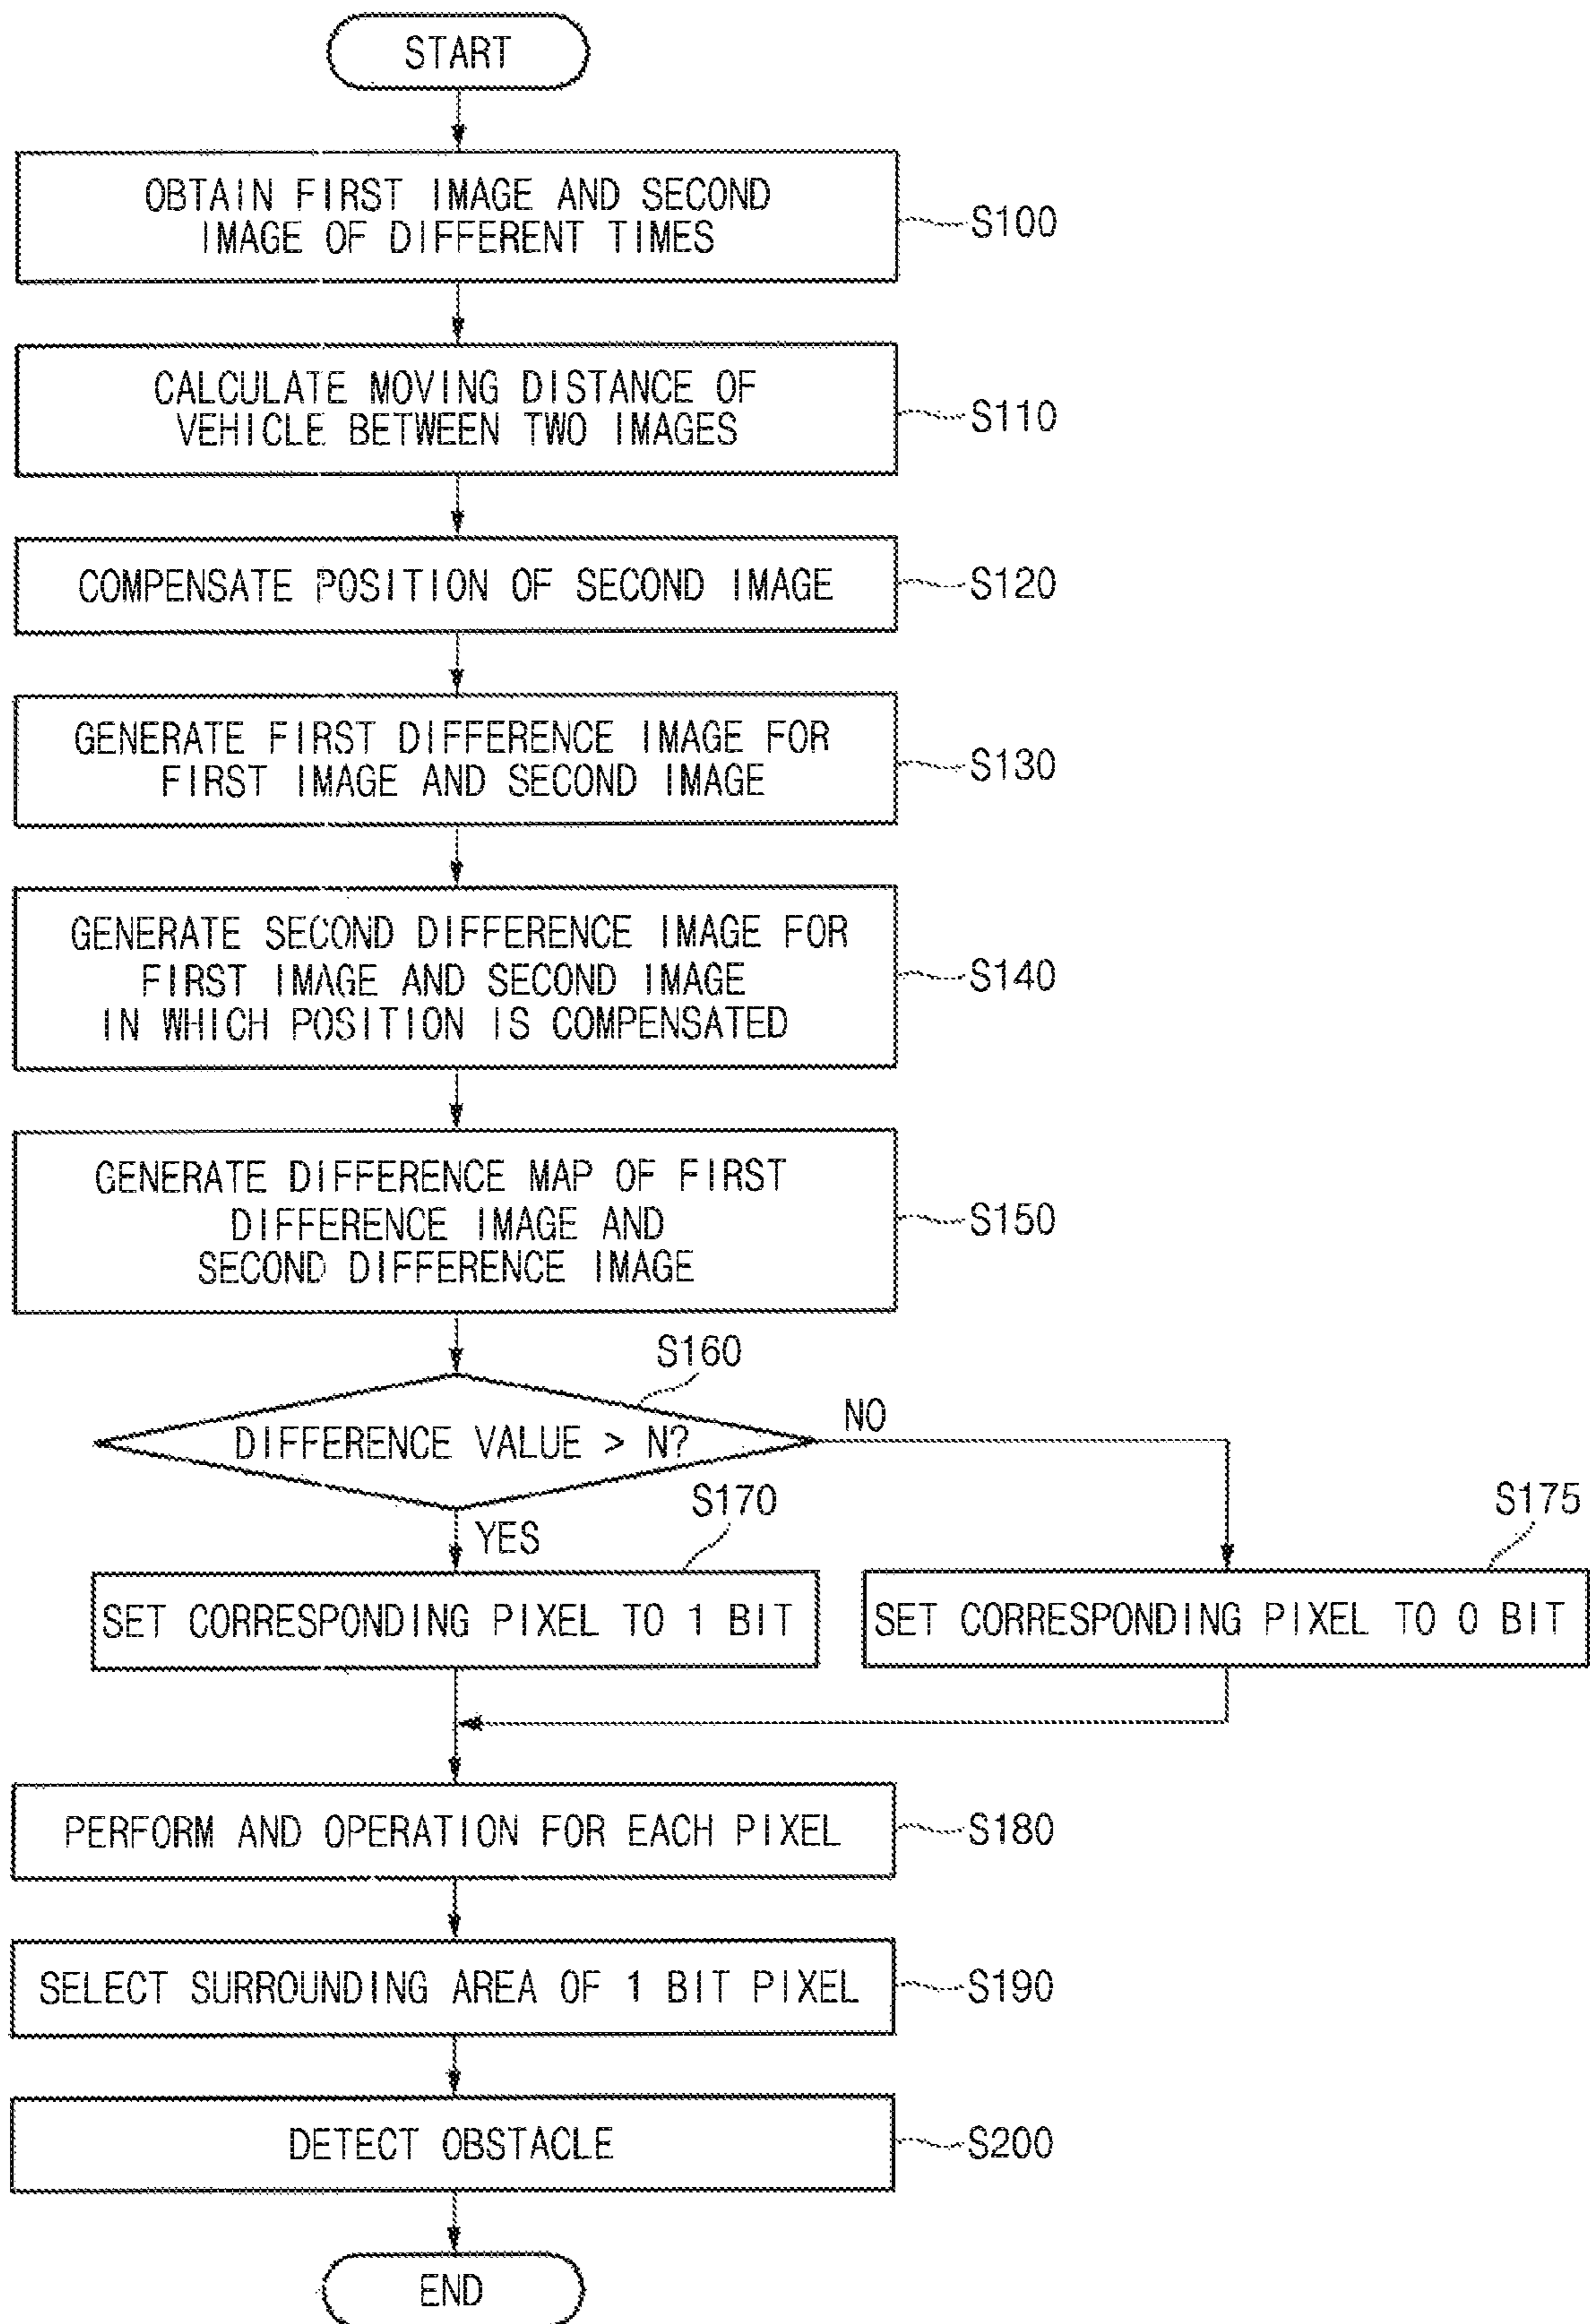 START
OBTAIN FIRST IMAGE AND SECOND
IMAGE OF DIFFERENT TIMES
S100
CALCULATE MOVING DISTANCE OF
VEHICLE BETWEEN TWO IMAGES
S110
COMPENSATE POSITION OF SECOND IMAGE
S120
GENERATE FIRST DIFFERENCE IMAGE FOR
FIRST IMAGE AND SECOND IMAGE
S130
GENERATE SECOND DIFFERENCE IMAGE FOR
FIRST IMAGE AND SECOND IMAGE
IN WHICH POSITION IS COMPENSATED
S140
GENERATE DIFFERENCE MAP OF FIRST
DIFFERENCE IMAGE AND
SECOND DIFFERENCE IMAGE
S150
S160
DIFFERENCE VALUE > N?
NO
YES
S170
S175
SET CORRESPONDING PIXEL TO 1 BIT
SET CORRESPONDING PIXEL TO 0 BIT
PERFORM AND OPERATION FOR EACH PIXEL
S180
SELECT SURROUNDING AREA OF 1 BIT PIXEL
S190
DETECT OBSTACLE
S200
END